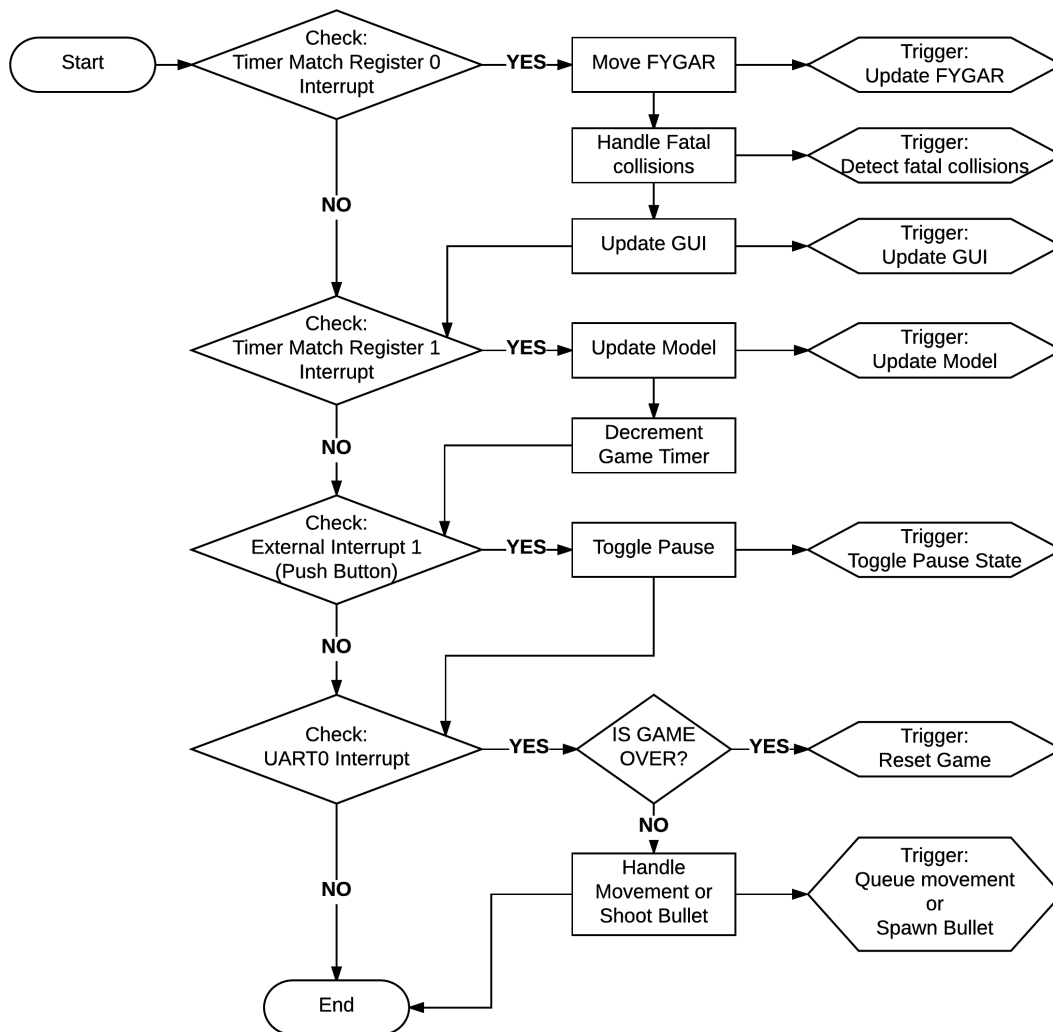 Start
Check:
Timer Match Register 0
Interrupt
YES
Move FYGAR
Trigger:
Update FYGAR
Handle Fatal
collisions
Trigger:
Detect fatal collisions
NO
Update GUI
Trigger:
Update GUI
Check:
Timer Match Register 1
Interrupt
YES
Update Model
Trigger:
Update Model
NO
Decrement
Game Timer
Check:
External Interrupt 1
(Push Button)
YES
Toggle Pause
Trigger:
Toggle Pause State
NO
Check:
UART0 Interrupt
YES
IS GAME
OVER?
YES
Trigger:
Reset Game
NO
NO
Handle
Movement or
Shoot Bullet
Trigger:
Queue movement
or
Spawn Bullet
End